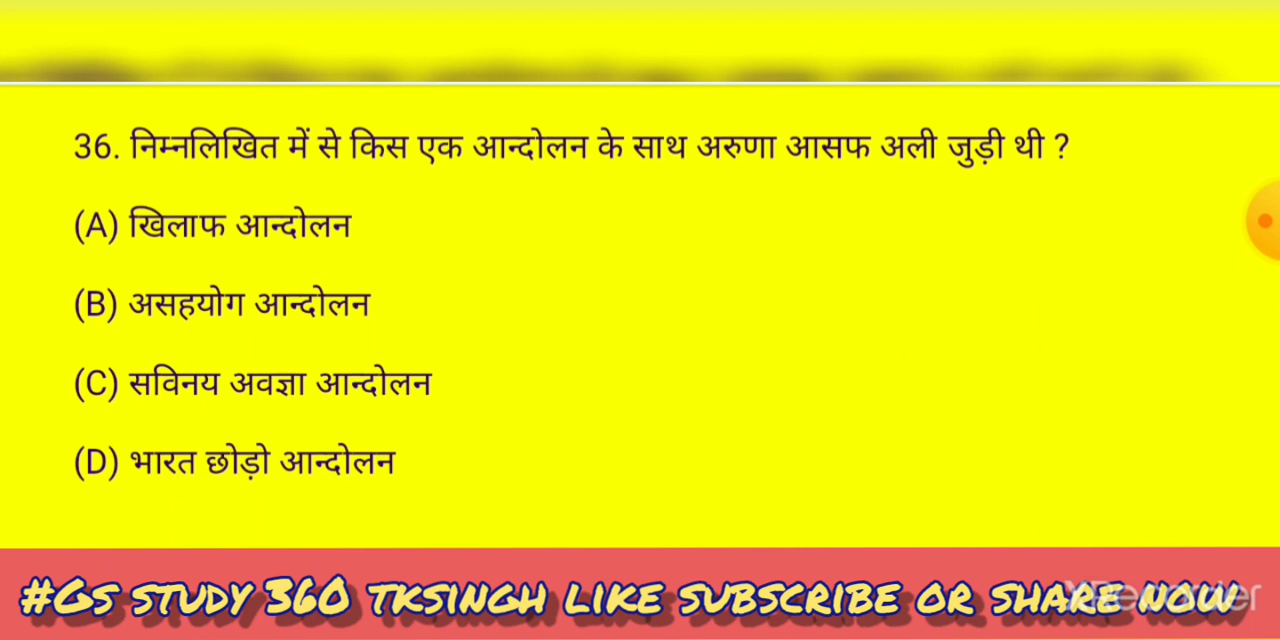 36. निम्नलिखित में से किस एक आन्दोलन के साथ अरुणा आसफ अली जुड़ी थी ?
(A) खिलाफ आन्दोलन
(B) असहयोग आन्दोलन
(C) सविनय अवज्ञा आन्दोलन
(D) भारत छोड़ो आन्दोलन
#Gs study 360 tksingh like subscribe or share now
XRecorder